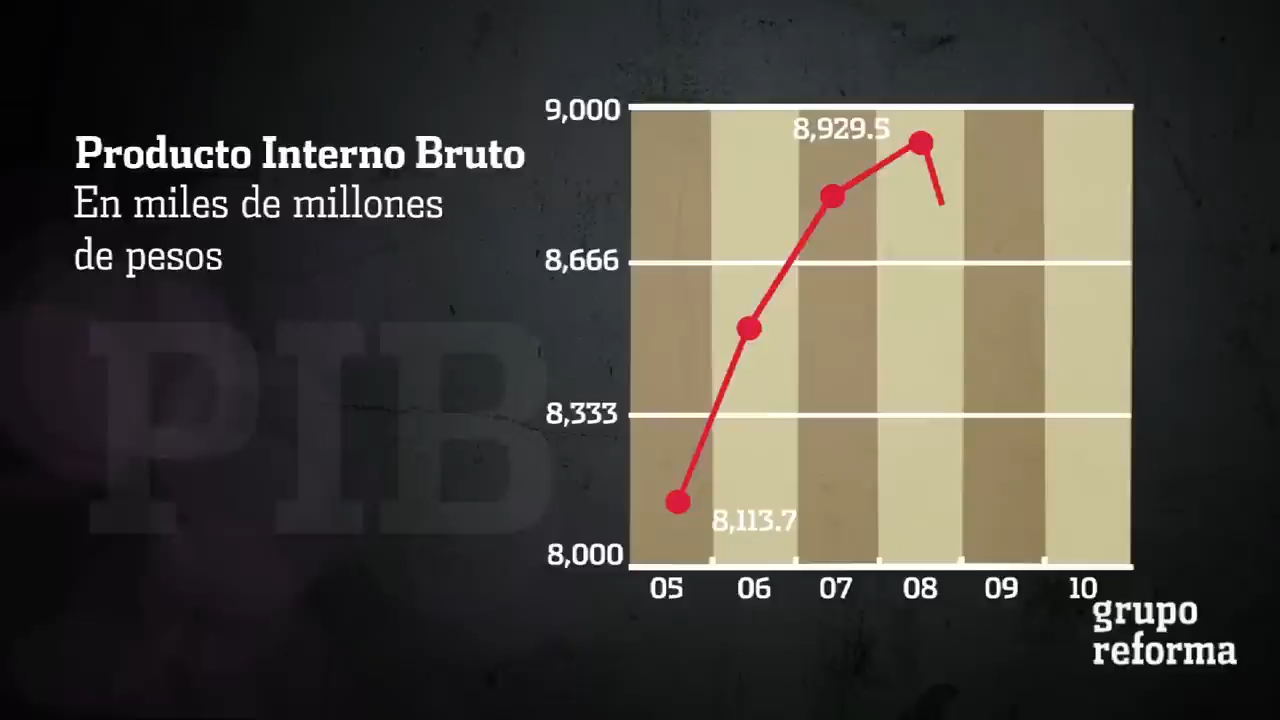 Producto Interno Bruto
En miles de millones
de pesos
PIB
9,000
8,666
8,333
8,000
8,929.5
8,113.7
05 06 07 08 09 10
grupo
reforma